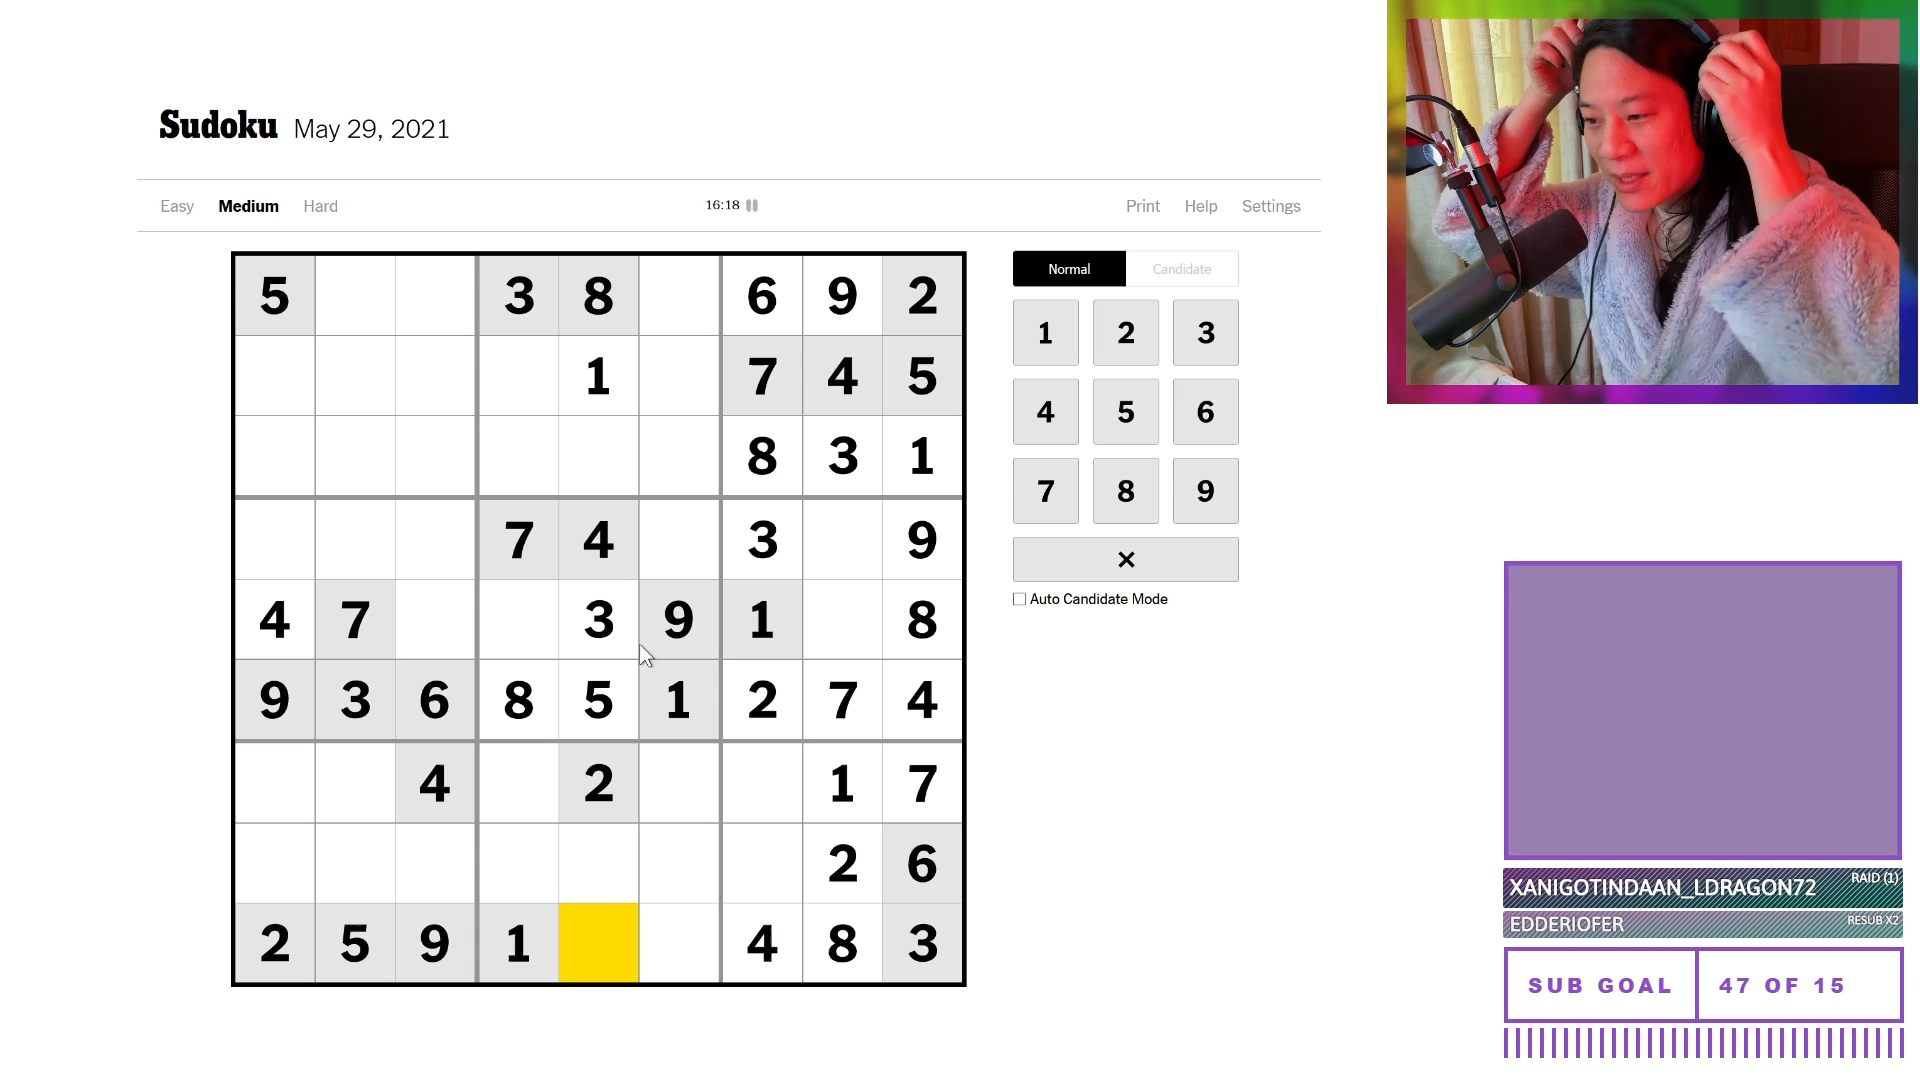 Sudoku May 29, 2021
Easy Medium Hard 16:18 Print Help Settings
5 3 8 6 9 2
1 7 4 5
8 3 1
7 4 3 9
4 7 3 9 1 8
9 3 6 8 5 1 2 7 4
4 2 1 7
2 6
2 5 9 1 4 8 3
Normal Candidate
1 2 3
4 5 6
7 8 9
×
Auto Candidate Mode
XANIGOTINDAAN_LDRAGON72 RAID (1)
EDDERIOFER RESUB X2
SUB GOAL 47 OF 15